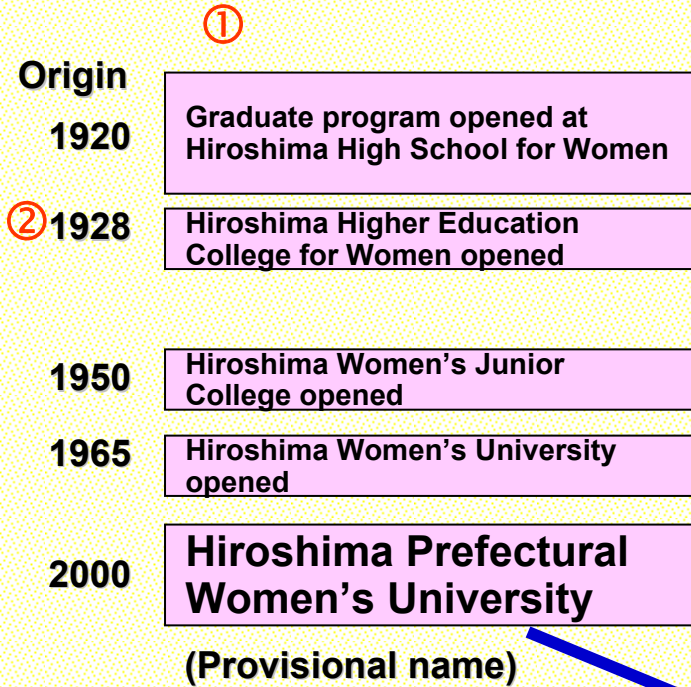 ①
Origin
1920
Graduate program opened at
Hiroshima High School for Women
②1928
Hiroshima Higher Education
College for Women opened
1950
Hiroshima Women's Junior
College opened
1965
Hiroshima Women's University
opened
2000
Hiroshima Prefectural
Women's University
(Provisional name)